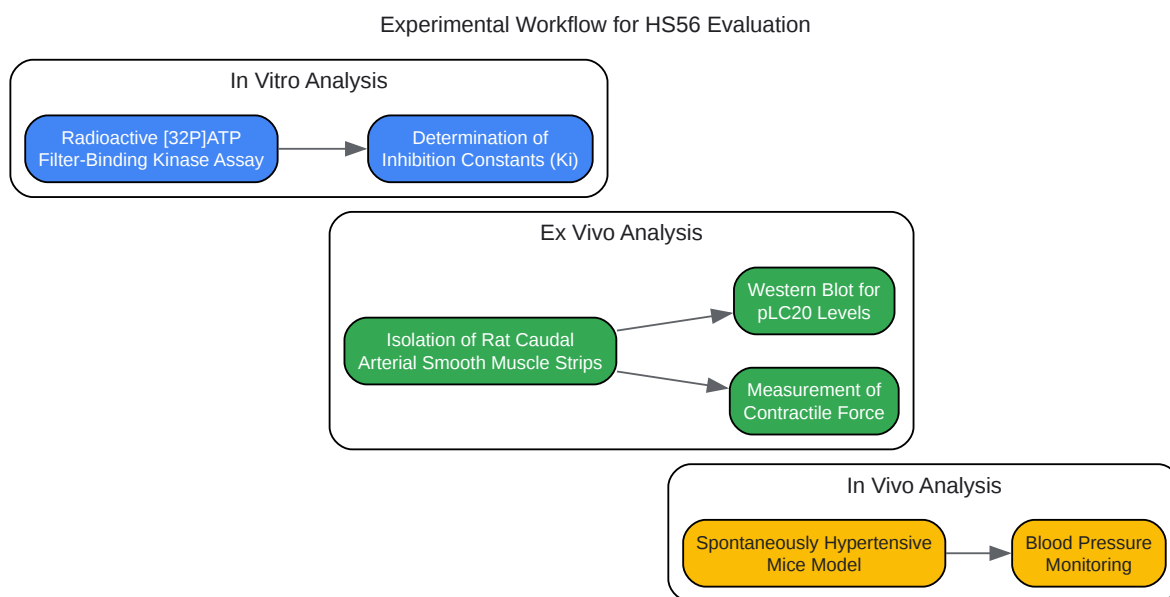 Experimental Workflow for HS56 Evaluation
In Vitro Analysis
Radioactive [32P]ATP
Filter-Binding Kinase Assay
Determination of
Inhibition Constants (Ki)
Ex Vivo Analysis
Isolation of Rat Caudal
Arterial Smooth Muscle Strips
Western Blot for
pLC20 Levels
Measurement of
Contractile Force
In Vivo Analysis
Spontaneously Hypertensive
Mice Model
Blood Pressure
Monitoring